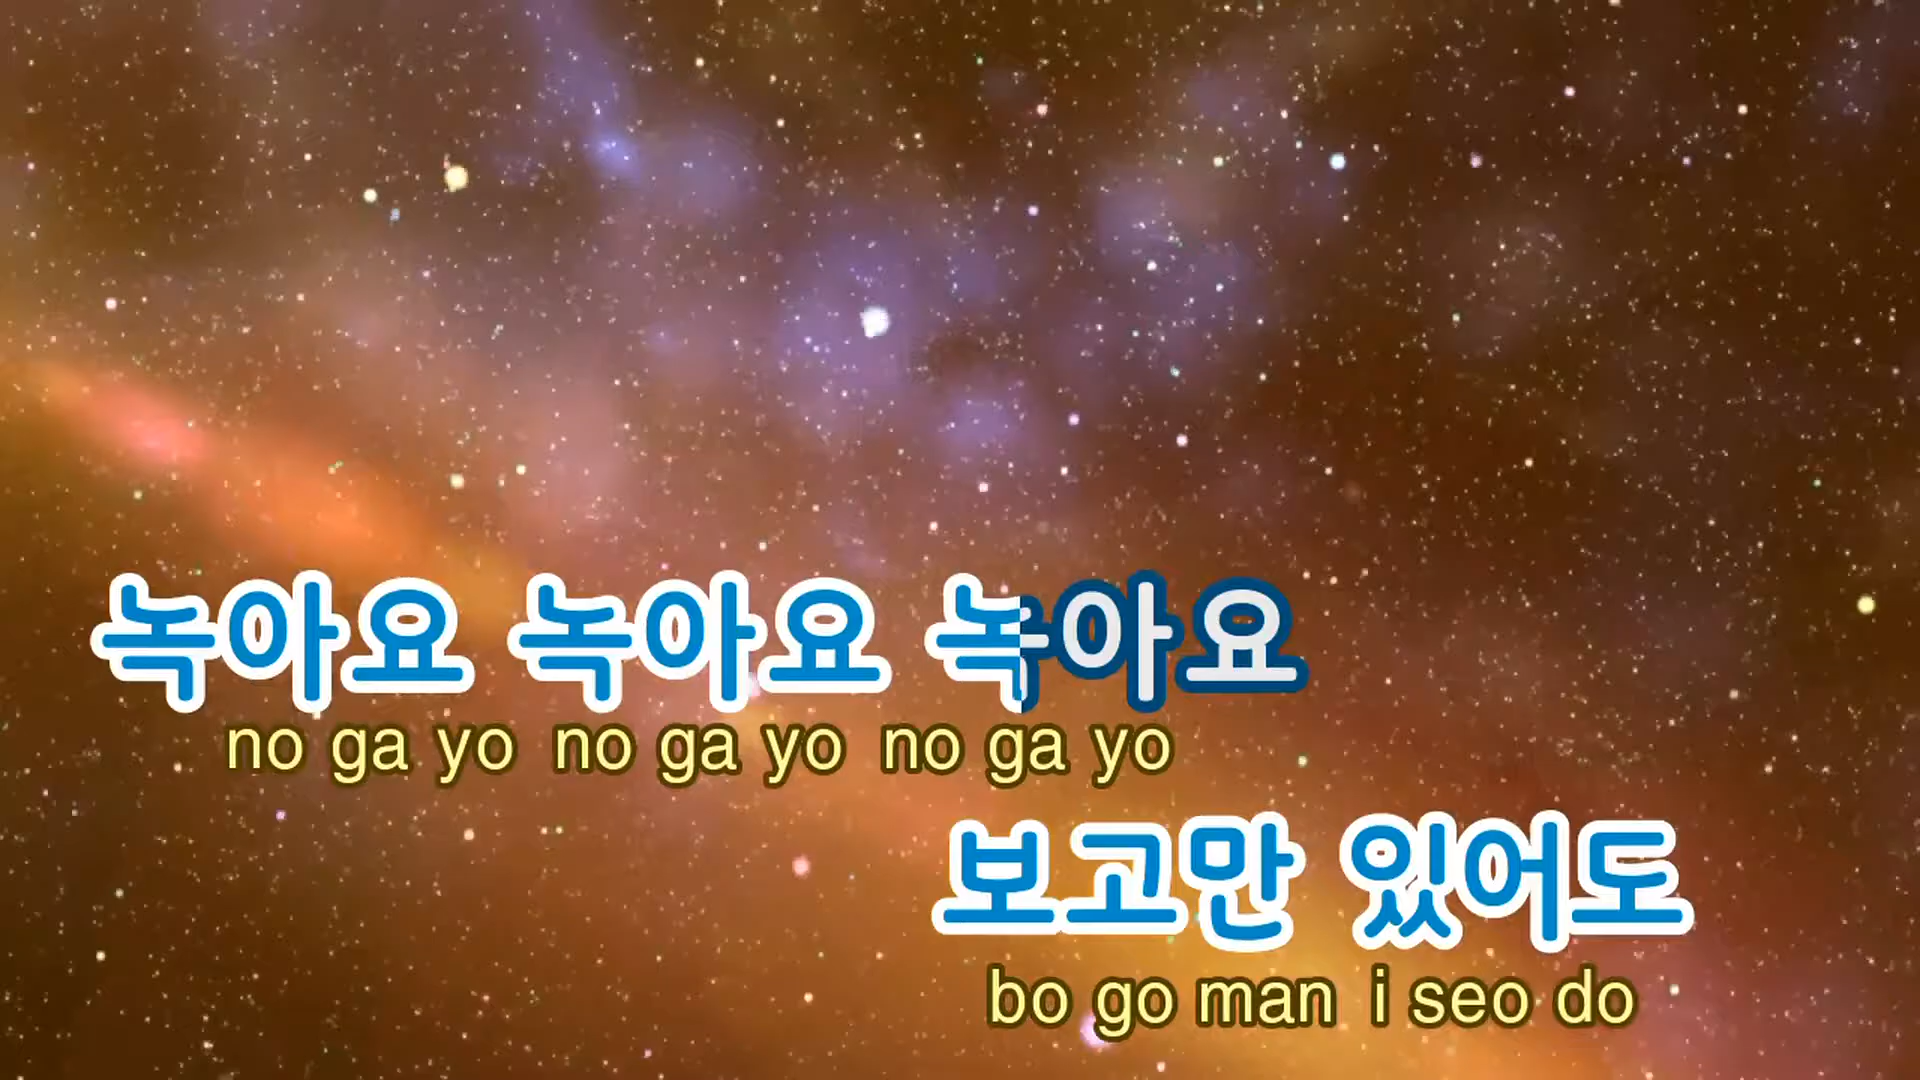 녹아요 녹아요 녹아요
no ga yo no ga yo no ga yo
보고만 있어도
bo go man i seo do